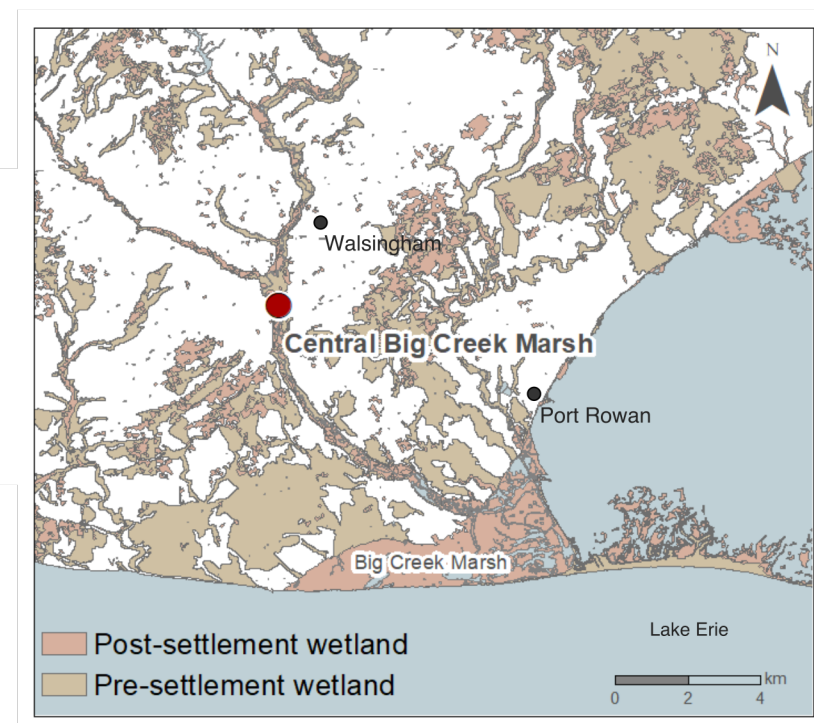 N
Walsingham
Central Big Creek Marsh
Port Rowan
Big Creek Marsh
Lake Erie
Post-settlement wetland
Pre-settlement wetland
km
0 2 4